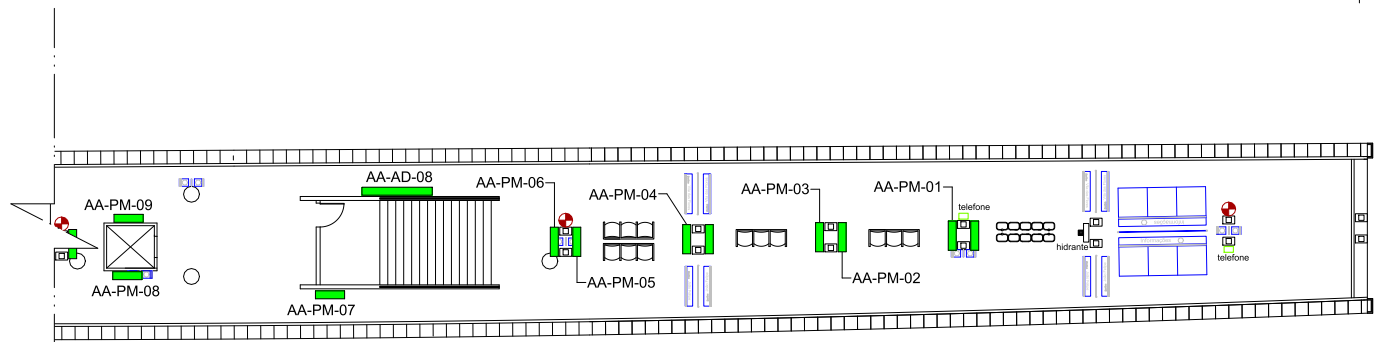 AA-AD-08
AA-PM-06
AA-PM-04
AA-PM-03
AA-PM-01
AA-PM-09
telefone
hidrante
telefone
AA-PM-05
AA-PM-02
AA-PM-08
AA-PM-07